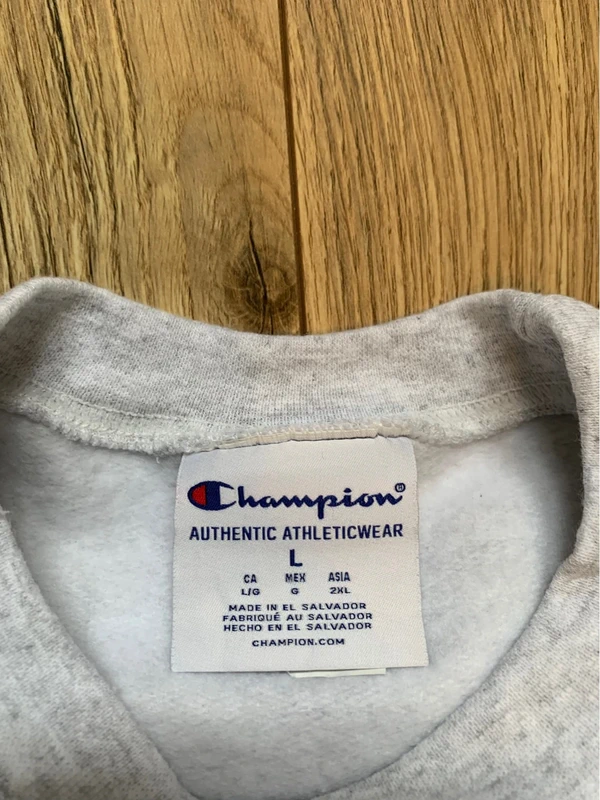 Champion®
AUTHENTIC ATHLETICWEAR
L
CA MEX ASIA
L/G G 2XL
MADE IN EL SALVADOR
FABRIQUÉ AU SALVADOR
HECHO EN EL SALVADOR
CHAMPION.COM